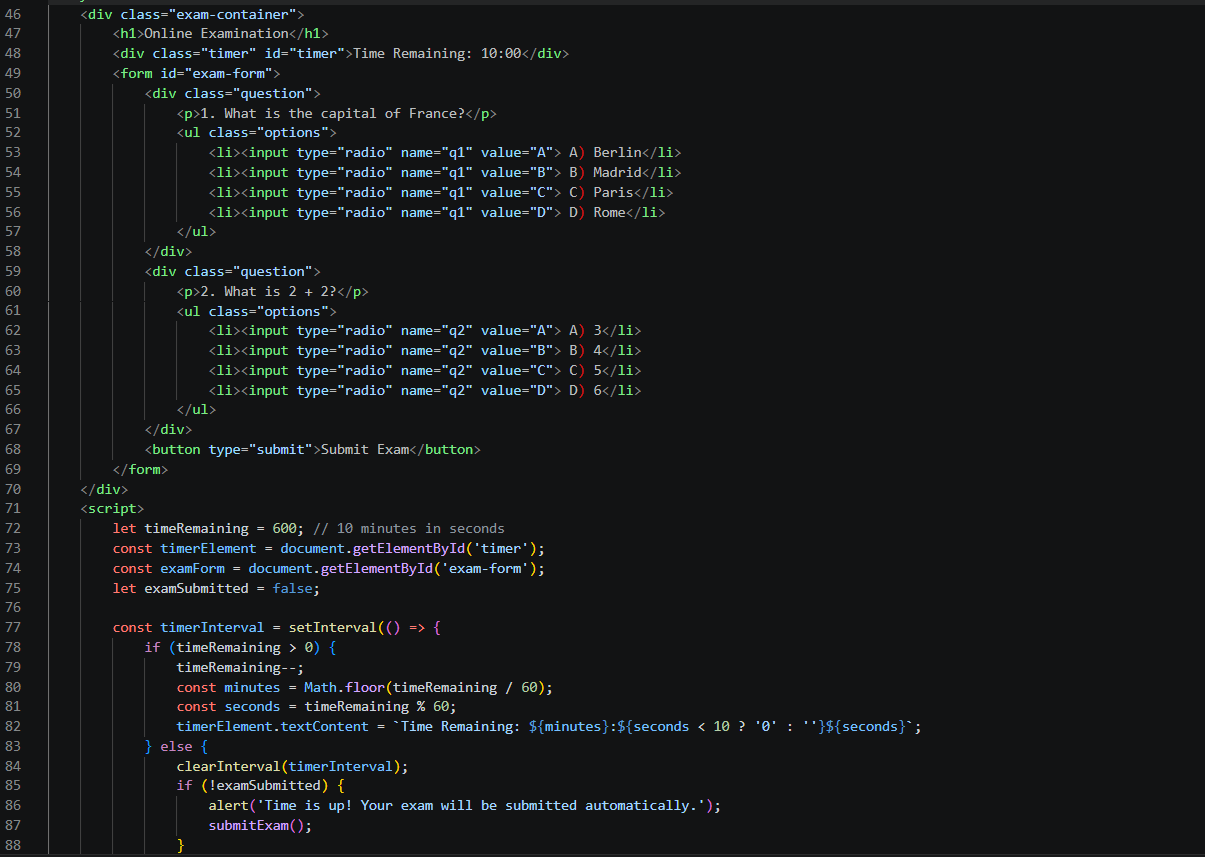 46 <div class="exam-container">
47 <h1>Online Examination</h1>
48 <div class="timer" id="timer">Time Remaining: 10:00</div>
49 <form id="exam-form">
50 <div class="question">
51 <p>1. What is the capital of France?</p>
52 <ul class="options">
53 <li><input type="radio" name="q1" value="A"> A) Berlin</li>
54 <li><input type="radio" name="q1" value="B"> B) Madrid</li>
55 <li><input type="radio" name="q1" value="C"> C) Paris</li>
56 <li><input type="radio" name="q1" value="D"> D) Rome</li>
57 </ul>
58 </div>
59 <div class="question">
60 <p>2. What is 2 + 2?</p>
61 <ul class="options">
62 <li><input type="radio" name="q2" value="A"> A) 3</li>
63 <li><input type="radio" name="q2" value="B"> B) 4</li>
64 <li><input type="radio" name="q2" value="C"> C) 5</li>
65 <li><input type="radio" name="q2" value="D"> D) 6</li>
66 </ul>
67 </div>
68 <button type="submit">Submit Exam</button>
69 </form>
70 </div>
71 <script>
72 let timeRemaining = 600; // 10 minutes in seconds
73 const timerElement = document.getElementById('timer');
74 const examForm = document.getElementById('exam-form');
75 let examSubmitted = false;
76
77 const timerInterval = setInterval(() => {
78 if (timeRemaining > 0) {
79 timeRemaining--;
80 const minutes = Math.floor(timeRemaining / 60);
81 const seconds = timeRemaining % 60;
82 timerElement.textContent = `Time Remaining: ${minutes}:${seconds < 10 ? '0' : ''}${seconds}`;
83 } else {
84 clearInterval(timerInterval);
85 if (!examSubmitted) {
86 alert('Time is up! Your exam will be submitted automatically.');
87 submitExam();
88 }